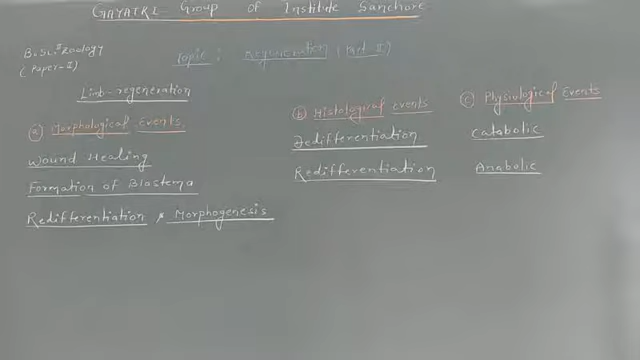 GAYATRI Group of Institute Sanchore
B.Sc. II Zoology
(Paper-II)
Topic: Regeneration (Part-II)
Limb-regeneration
(a) Morphological Events
Wound Healing
Formation of Blastema
Redifferentiation & Morphogenesis
(b) Histological events
Dedifferentiation
Redifferentiation
(c) Physiological Events
Catabolic
Anabolic